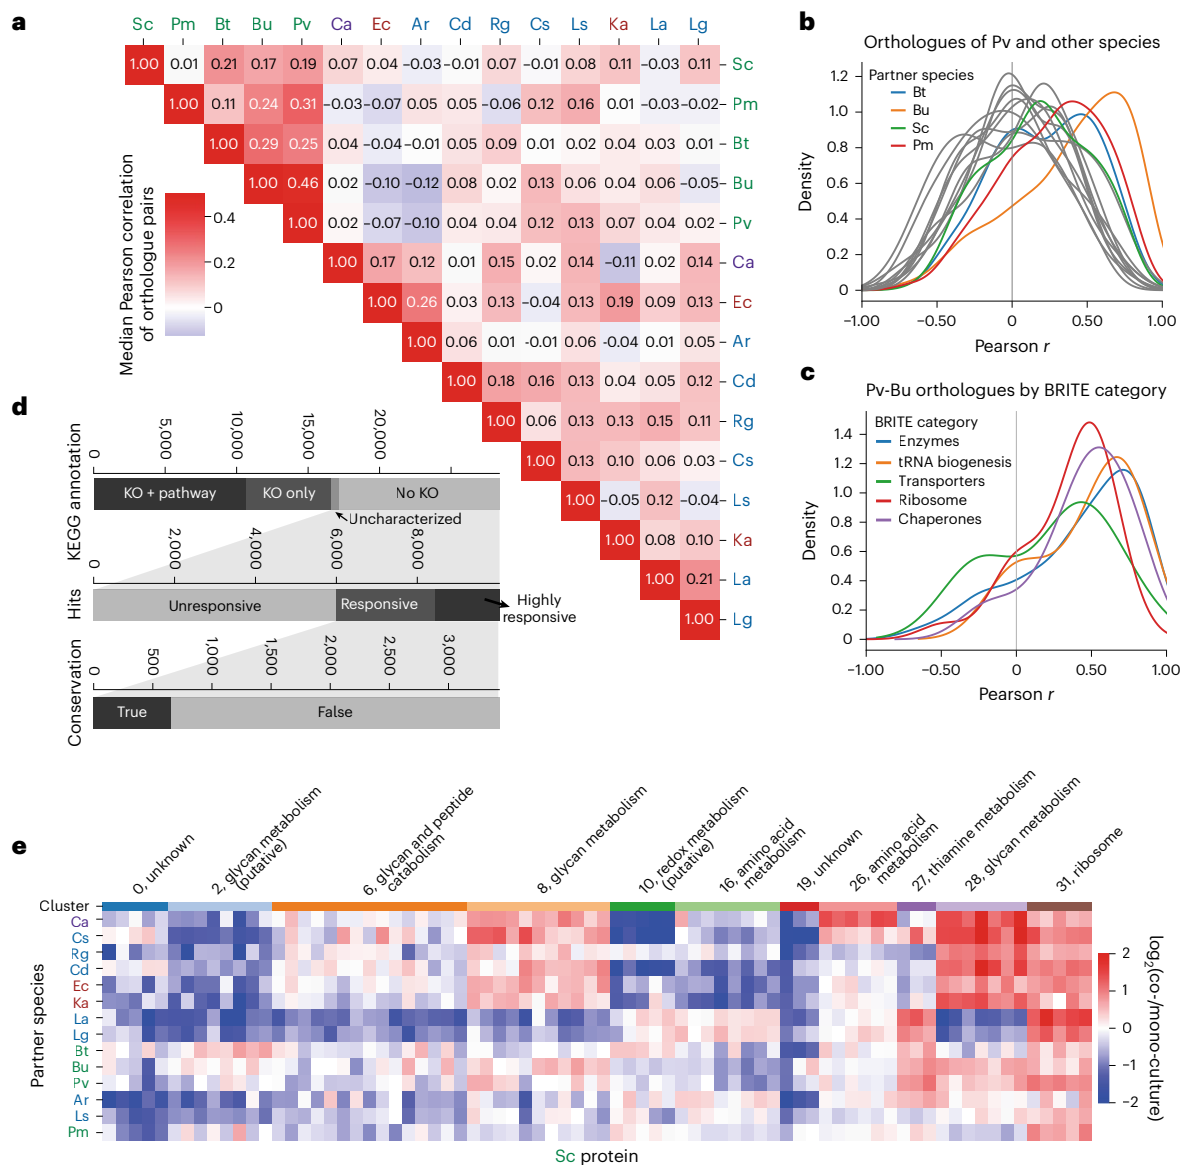 a
Sc Pm Bt Bu Pv Ca Ec Ar Cd Rg Cs Ls Ka La Lg
1.00 0.01 0.21 0.17 0.19 0.07 0.04 −0.03 −0.01 0.07 −0.01 0.08 0.11 −0.03 0.11 Sc
1.00 0.11 0.24 0.31 −0.03 −0.07 0.05 0.05 −0.06 0.12 0.16 0.01 −0.03 −0.02 Pm
1.00 0.29 0.25 0.04 −0.04 −0.01 0.05 0.09 0.01 0.02 0.04 0.03 0.01 Bt
1.00 0.46 0.02 −0.10 −0.12 0.08 0.02 0.13 0.06 0.04 0.06 −0.05 Bu
1.00 0.02 −0.07 −0.10 0.04 0.04 0.12 0.13 0.07 0.04 0.02 Pv
1.00 0.17 0.12 0.01 0.15 0.02 0.14 −0.11 0.02 0.14 Ca
1.00 0.26 0.03 0.13 −0.04 0.13 0.19 0.09 0.13 Ec
1.00 0.06 0.01 −0.01 0.06 −0.04 0.01 0.05 Ar
1.00 0.18 0.16 0.13 0.04 0.05 0.12 Cd
1.00 0.06 0.13 0.13 0.15 0.11 Rg
1.00 0.13 0.10 0.06 0.03 Cs
1.00 −0.05 0.12 −0.04 Ls
1.00 0.08 0.10 Ka
1.00 0.21 La
1.00 Lg
Median Pearson correlation
of orthologue pairs
0.4
0.2
0
b
Orthologues of Pv and other species
Partner species
Bt
Bu
Sc
Pm
Density
1.2
1.0
0.8
0.6
0.4
0.2
0
−1.00 −0.50 0 0.50 1.00
Pearson r
c
Pv-Bu orthologues by BRITE category
BRITE category
Enzymes
tRNA biogenesis
Transporters
Ribosome
Chaperones
Density
1.4
1.2
1.0
0.8
0.6
0.4
0.2
0
−1.00 −0.50 0 0.50 1.00
Pearson r
d
KEGG annotation
0 5,000 10,000 15,000 20,000
KO + pathway KO only No KO
Uncharacterized
Hits
0 2,000 4,000 6,000 8,000
Unresponsive Responsive
Highly
responsive
Conservation
0 500 1,000 1,500 2,000 2,500 3,000
True False
e
0, unknown
2, glycan metabolism
(putative)
6, glycan and peptide
catabolism
8, glycan metabolism
10, redox metabolism
(putative)
16, amino acid
metabolism
19, unknown
26, amino acid
metabolism
27, thiamine metabolism
28, glycan metabolism
31, ribosome
Cluster
Partner species
Ca
Cs
Rg
Cd
Ec
Ka
La
Lg
Bt
Bu
Pv
Ar
Ls
Pm
Sc protein
2
1
0
−1
−2
log2(co-/mono-culture)